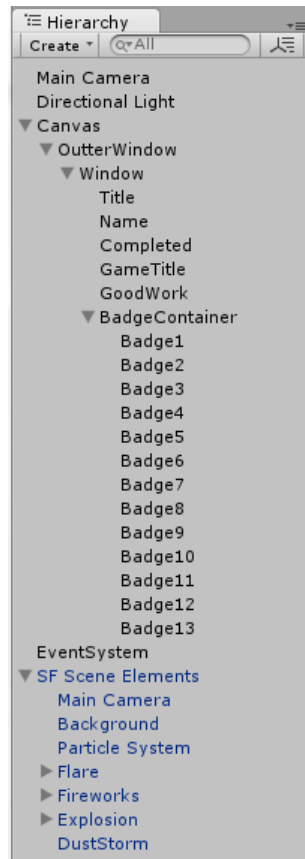 Hierarchy
Create All
Main Camera
Directional Light
Canvas
OutterWindow
Window
Title
Name
Completed
GameTitle
GoodWork
BadgeContainer
Badge1
Badge2
Badge3
Badge4
Badge5
Badge6
Badge7
Badge8
Badge9
Badge10
Badge11
Badge12
Badge13
EventSystem
SF Scene Elements
Main Camera
Background
Particle System
Flare
Fireworks
Explosion
DustStorm